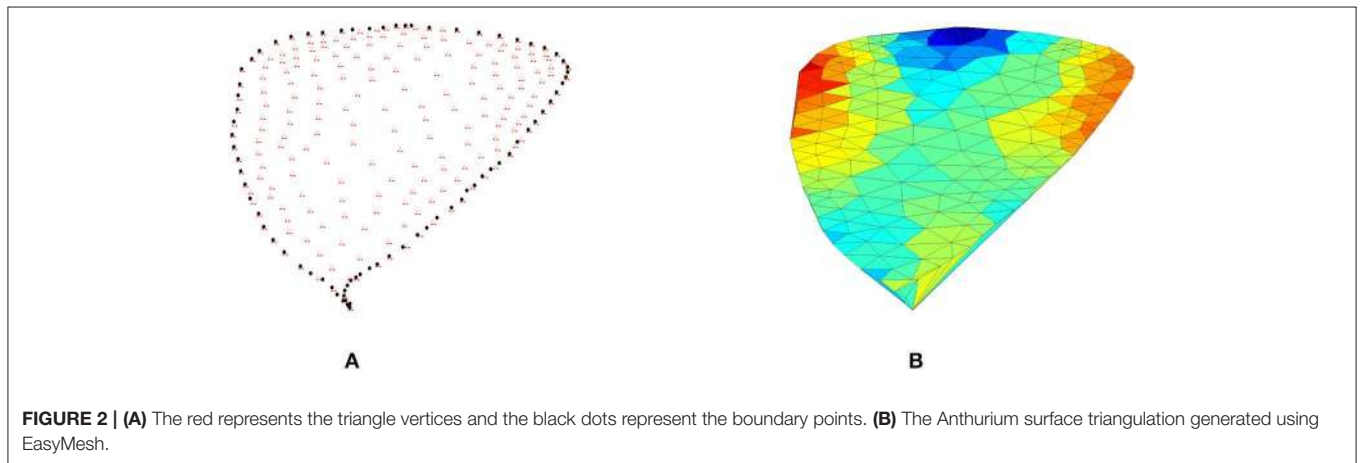 A
B
FIGURE 2 | (A) The red represents the triangle vertices and the black dots represent the boundary points. (B) The Anthurium surface triangulation generated using
EasyMesh.